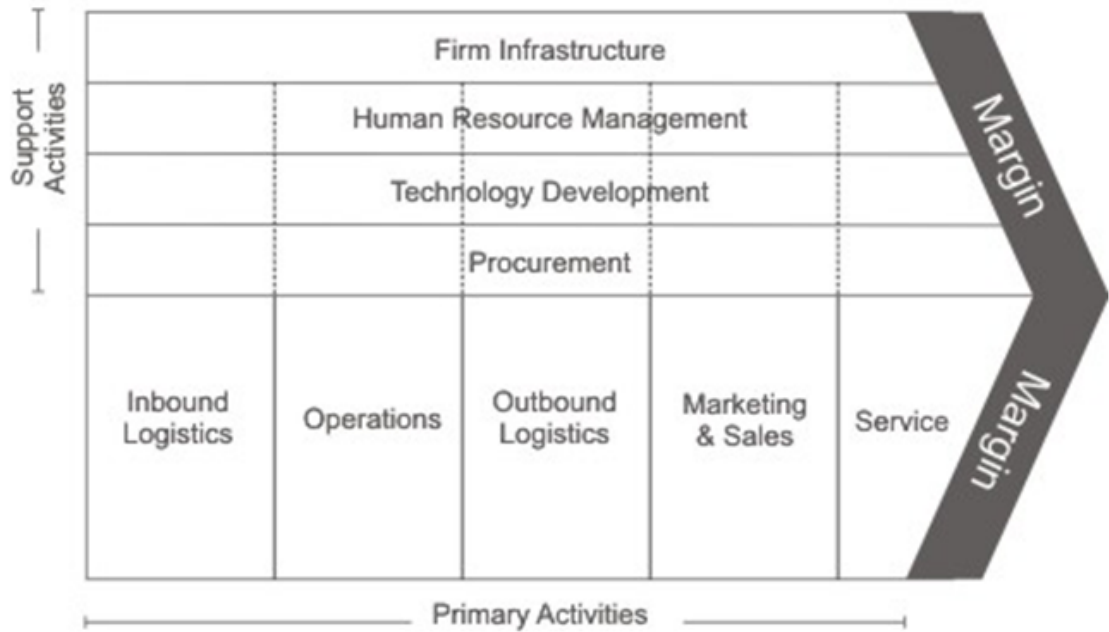 Support
Activities
Firm Infrastructure
Human Resource Management
Technology Development
Procurement
Margin
Inbound
Logistics
Operations
Outbound
Logistics
Marketing
& Sales
Service
Margin
Primary Activities